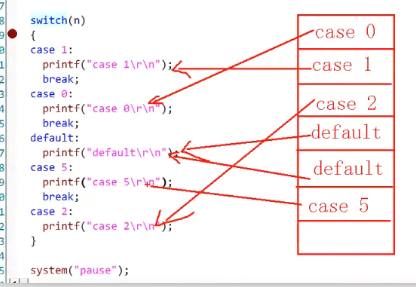 switch(n)
{
case 1:
printf("case 1\r\n");
break;
case 0:
printf("case 0\r\n");
break;
default:
printf("default\r\n");
case 5:
printf("case 5\r\n");
break;
case 2:
printf("case 2\r\n");
}
system("pause");
case 0
case 1
case 2
default
default
case 5